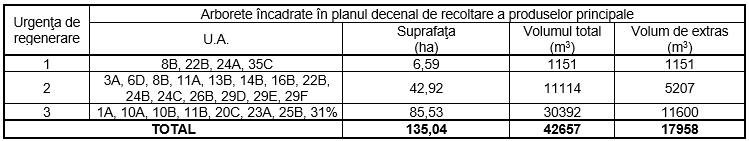 Urgența de regenerare | Arborete încadrate în planul decenal de recoltare a produselor principale
U.A. | Suprafața (ha) | Volumul total (m³) | Volum de extras (m³)
1 | 8B, 22B, 24A, 35C | 6,59 | 1151 | 1151
2 | 3A, 6D, 8B, 11A, 13B, 14B, 16B, 22B, 24B, 24C, 26B, 29D, 29E, 29F | 42,92 | 11114 | 5207
3 | 1A, 10A, 10B, 11B, 20C, 23A, 25B, 31% | 85,53 | 30392 | 11600
TOTAL | 135,04 | 42657 | 17958